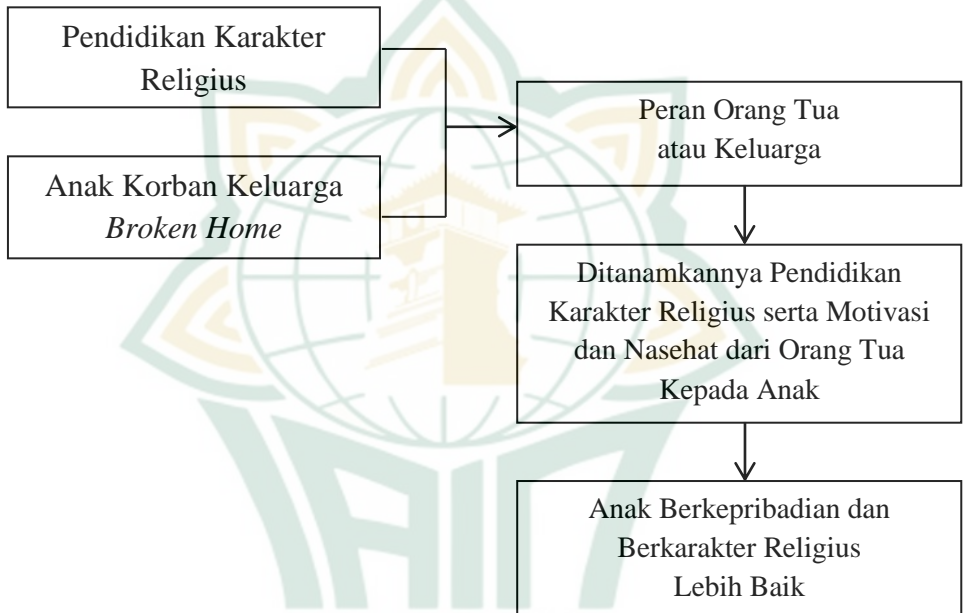 Pendidikan Karakter
Religius
Anak Korban Keluarga
Broken Home
Peran Orang Tua
atau Keluarga
Ditanamkannya Pendidikan
Karakter Religius serta Motivasi
dan Nasehat dari Orang Tua
Kepada Anak
Anak Berkepribadian dan
Berkarakter Religius
Lebih Baik
IAIN